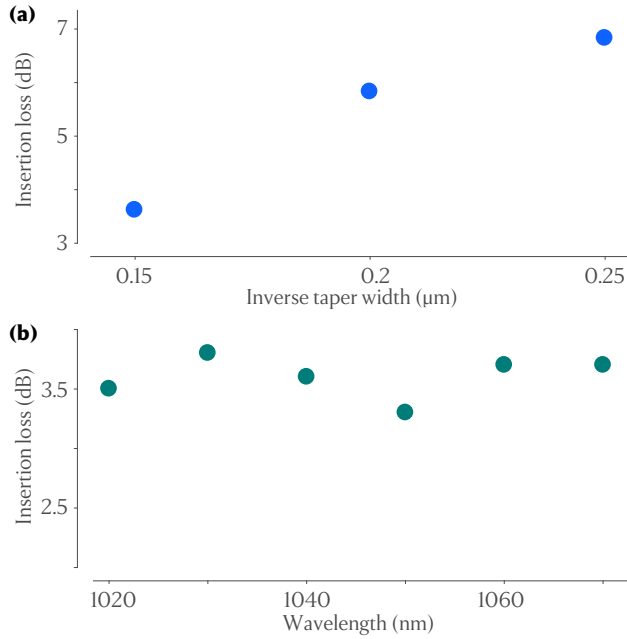 (a)
7
5
3
Insertion loss (dB)
0.15 0.2 0.25
Inverse taper width (μm)
(b)
3.5
2.5
Insertion loss (dB)
1020 1040 1060
Wavelength (nm)